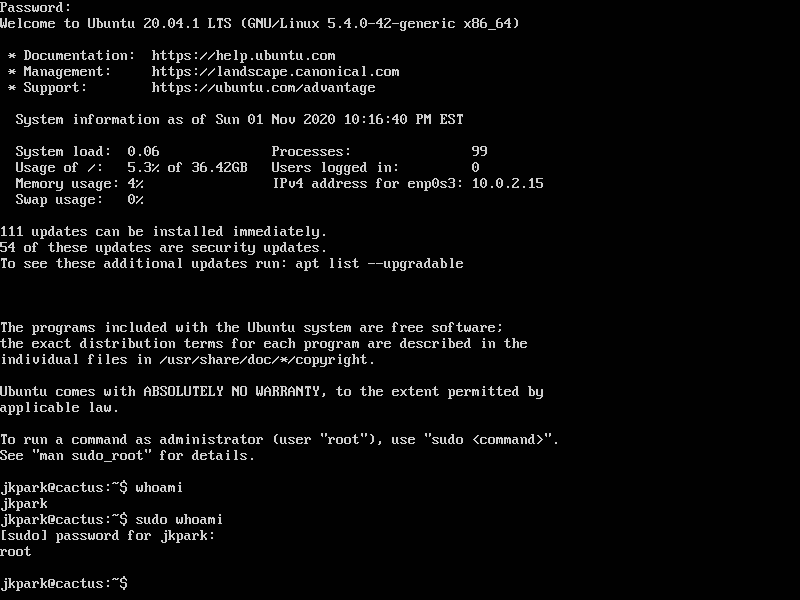 Password:
Welcome to Ubuntu 20.04.1 LTS (GNU/Linux 5.4.0-42-generic x86_64)
* Documentation:  https://help.ubuntu.com
* Management:     https://landscape.canonical.com
* Support:        https://ubuntu.com/advantage
System information as of Sun 01 Nov 2020 10:16:40 PM EST
System load:  0.06              Processes:               99
Usage of /:   5.3% of 36.42GB   Users logged in:         0
Memory usage: 4%                IPv4 address for enp0s3: 10.0.2.15
Swap usage:   0%
111 updates can be installed immediately.
54 of these updates are security updates.
To see these additional updates run: apt list --upgradable
The programs included with the Ubuntu system are free software;
the exact distribution terms for each program are described in the
individual files in /usr/share/doc/*/copyright.
Ubuntu comes with ABSOLUTELY NO WARRANTY, to the extent permitted by
applicable law.
To run a command as administrator (user "root"), use "sudo <command>".
See "man sudo_root" for details.
jkpark@cactus:~$ whoami
jkpark
jkpark@cactus:~$ sudo whoami
[sudo] password for jkpark:
root
jkpark@cactus:~$